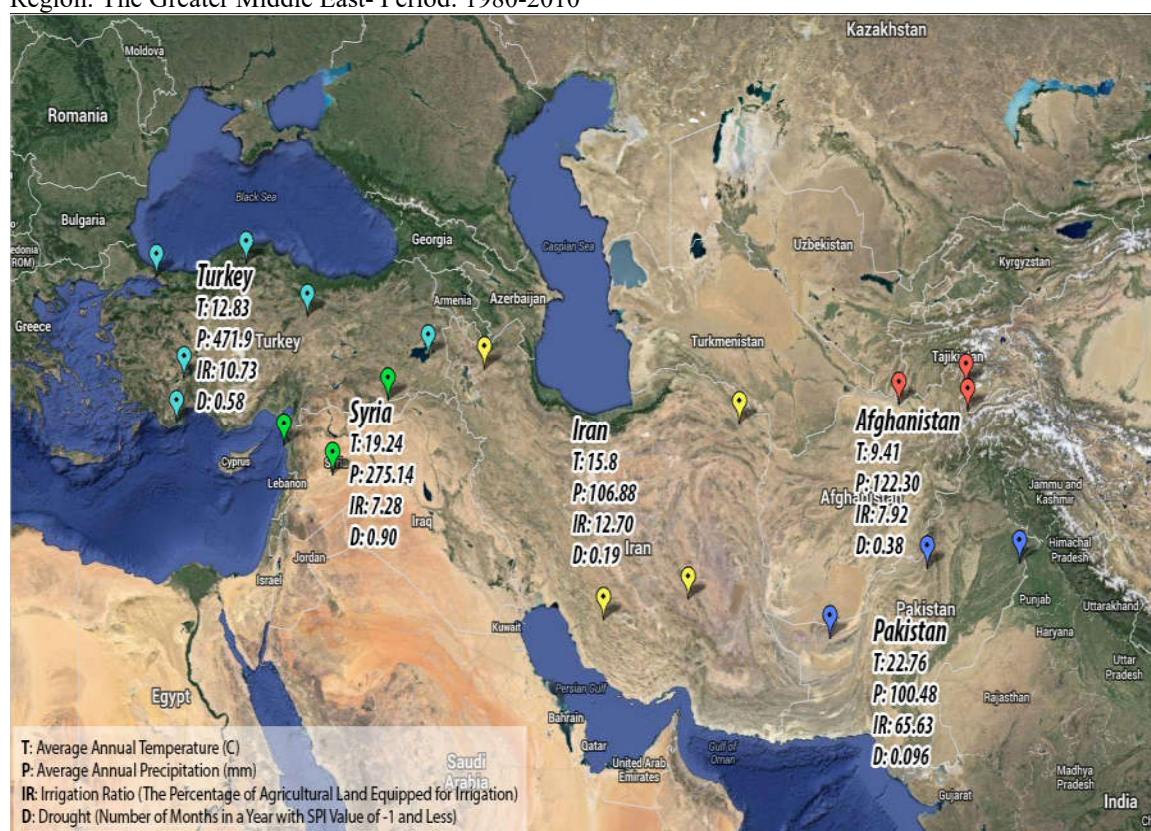 Region: The Greater Middle East- Period: 1980-2010
Kazakhstan
Moldova
Romania
Black Sea
Bulgaria
Georgia
Caspian Sea
Uzbekistan
Kyrgyzstan
edonia
ROM)
Turkey
T: 12.83
P: 471.9
IR: 10.73
D: 0.58
Turkey
Armenia
Azerbaijan
Greece
Turkmenistan
Tajikistan
Syria
T: 19.24
P: 275.14
IR: 7.28
D: 0.90
Iran
T: 15.8
P: 106.88
IR: 12.70
D: 0.19
Iran
Afghanistan
T: 9.41
P: 122.30
IR: 7.92
D: 0.38
Afghanistan
Cyprus
Syria
Lebanon
Iraq
Jammu and
Kashmir
Jordan
Israel
Himachal
Pradesh
Punjab
Uttarakhand
Pakistan
Pakistan
T: 22.76
P: 100.48
IR: 65.63
D: 0.096
Kuwait
Haryana
Uttar
Pradesh
Egypt
Persian Gulf
Rajasthan
Bahrain
Qatar
United Arab
Emirates
Gulf of
Oman
Saudi
Arabia
Madhya
Pradesh
Gujarat
India
Ch
T: Average Annual Temperature (C)
P: Average Annual Precipitation (mm)
IR: Irrigation Ratio (The Percentage of Agricultural Land Equipped for Irrigation)
D: Drought (Number of Months in a Year with SPI Value of -1 and Less)